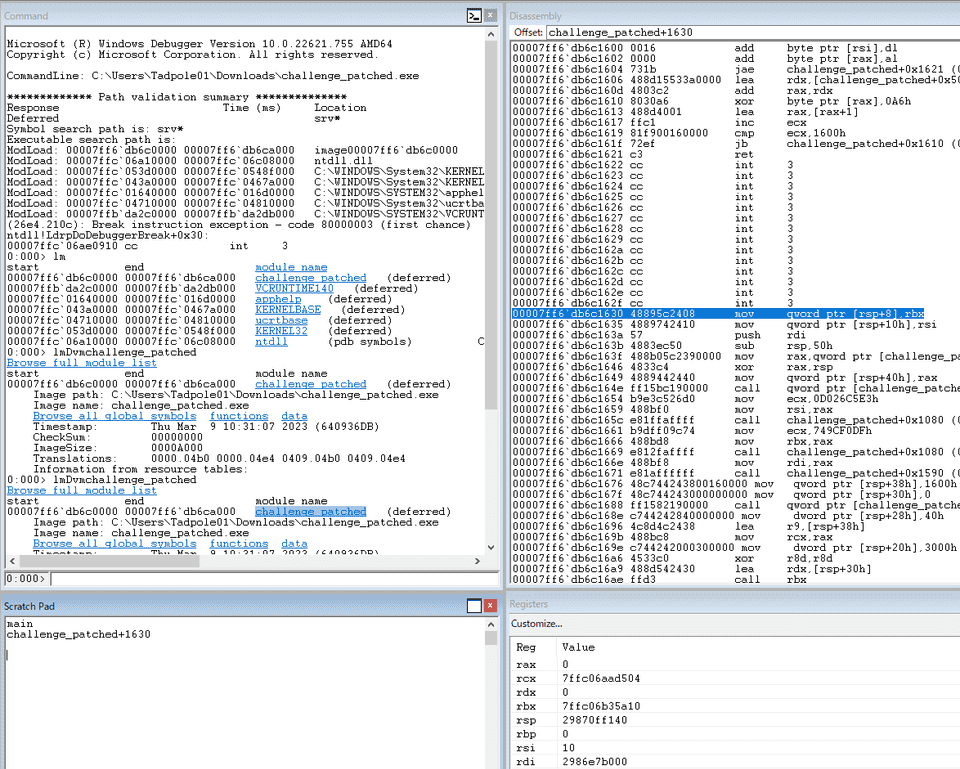 Command
Microsoft (R) Windows Debugger Version 10.0.22621.755 AMD64
Copyright (c) Microsoft Corporation. All rights reserved.
CommandLine: C:\Users\Tadpole01\Downloads\challenge_patched.exe
************* Path validation summary **************
Response Time (ms) Location
Deferred srv*
Symbol search path is: srv*
Executable search path is:
ModLoad: 00007ff6`db6c0000 00007ff6`db6ca000 image00007ff6`db6c0000
ModLoad: 00007ffc`06a10000 00007ffc`06c08000 ntdll.dll
ModLoad: 00007ffc`053d0000 00007ffc`0548f000 C:\WINDOWS\System32\KERNEL
ModLoad: 00007ffc`043a0000 00007ffc`0467a000 C:\WINDOWS\System32\KERNEL
ModLoad: 00007ffc`01640000 00007ffc`016d0000 C:\WINDOWS\SYSTEM32\apphel
ModLoad: 00007ffc`04710000 00007ffc`04810000 C:\WINDOWS\System32\ucrtba
ModLoad: 00007ffb`da2c0000 00007ffb`da2db000 C:\WINDOWS\SYSTEM32\VCRUNT
(26e4.210c): Break instruction exception - code 80000003 (first chance)
ntdll!LdrpDoDebuggerBreak+0x30:
00007ffc`06ae0910 cc int 3
0:000> lm
start end module name
00007ff6`db6c0000 00007ff6`db6ca000 challenge_patched (deferred)
00007ffb`da2c0000 00007ffb`da2db000 VCRUNTIME140 (deferred)
00007ffc`01640000 00007ffc`016d0000 apphelp (deferred)
00007ffc`043a0000 00007ffc`0467a000 KERNELBASE (deferred)
00007ffc`04710000 00007ffc`04810000 ucrtbase (deferred)
00007ffc`053d0000 00007ffc`0548f000 KERNEL32 (deferred)
00007ffc`06a10000 00007ffc`06c08000 ntdll (pdb symbols) C
0:000> lmDvmchallenge_patched
Browse full module list
start end module name
00007ff6`db6c0000 00007ff6`db6ca000 challenge_patched (deferred)
Image path: C:\Users\Tadpole01\Downloads\challenge_patched.exe
Image name: challenge_patched.exe
Browse all global symbols functions data
Timestamp: Thu Mar 9 10:31:07 2023 (640936DB)
CheckSum: 00000000
ImageSize: 0000A000
Translations: 0000.04b0 0000.04e4 0409.04b0 0409.04e4
Information from resource tables:
0:000> lmDvmchallenge_patched
Browse full module list
start end module name
00007ff6`db6c0000 00007ff6`db6ca000 challenge_patched (deferred)
Image path: C:\Users\Tadpole01\Downloads\challenge_patched.exe
Image name: challenge_patched.exe
Browse all global symbols functions data
0:000>
Scratch Pad
main
challenge_patched+1630
Disassembly
Offset: challenge_patched+1630
00007ff6`db6c1600 0016 add byte ptr [rsi],dl
00007ff6`db6c1602 0000 add byte ptr [rax],al
00007ff6`db6c1604 731b jae challenge_patched+0x1621 (
00007ff6`db6c1606 488d15533a0000 lea rdx,[challenge_patched+0x50
00007ff6`db6c160d 4803c2 add rax,rdx
00007ff6`db6c1610 8030a6 xor byte ptr [rax],0A6h
00007ff6`db6c1613 488d4001 lea rax,[rax+1]
00007ff6`db6c1617 ffc1 inc ecx
00007ff6`db6c1619 81f900160000 cmp ecx,1600h
00007ff6`db6c161f 72ef jb challenge_patched+0x1610 (
00007ff6`db6c1621 c3 ret
00007ff6`db6c1622 cc int 3
00007ff6`db6c1623 cc int 3
00007ff6`db6c1624 cc int 3
00007ff6`db6c1625 cc int 3
00007ff6`db6c1626 cc int 3
00007ff6`db6c1627 cc int 3
00007ff6`db6c1628 cc int 3
00007ff6`db6c1629 cc int 3
00007ff6`db6c162a cc int 3
00007ff6`db6c162b cc int 3
00007ff6`db6c162c cc int 3
00007ff6`db6c162d cc int 3
00007ff6`db6c162e cc int 3
00007ff6`db6c162f cc int 3
00007ff6`db6c1630 48895c2408 mov qword ptr [rsp+8],rbx
00007ff6`db6c1635 4889742410 mov qword ptr [rsp+10h],rsi
00007ff6`db6c163a 57 push rdi
00007ff6`db6c163b 4883ec50 sub rsp,50h
00007ff6`db6c163f 488b05c2390000 mov rax,qword ptr [challenge_pa
00007ff6`db6c1646 4833c4 xor rax,rsp
00007ff6`db6c1649 4889442440 mov qword ptr [rsp+40h],rax
00007ff6`db6c164e ff15bc190000 call qword ptr [challenge_patche
00007ff6`db6c1654 b9e3c526d0 mov ecx,0D026C5E3h
00007ff6`db6c1659 488bf0 mov rsi,rax
00007ff6`db6c165c e81ffaffff call challenge_patched+0x1080 (
00007ff6`db6c1661 b9dff09c74 mov ecx,749CF0DFh
00007ff6`db6c1666 488bd8 mov rbx,rax
00007ff6`db6c1669 e812faffff call challenge_patched+0x1080 (
00007ff6`db6c166e 488bf8 mov rdi,rax
00007ff6`db6c1671 e81affffff call challenge_patched+0x1590 (
00007ff6`db6c1676 48c744243800160000 mov qword ptr [rsp+38h],1600h
00007ff6`db6c167f 48c744243000000000 mov qword ptr [rsp+30h],0
00007ff6`db6c1688 ff1582190000 call qword ptr [challenge_patche
00007ff6`db6c168e c744242840000000 mov dword ptr [rsp+28h],40h
00007ff6`db6c1696 4c8d4c2438 lea r9,[rsp+38h]
00007ff6`db6c169b 488bc8 mov rcx,rax
00007ff6`db6c169e c744242000300000 mov dword ptr [rsp+20h],3000h
00007ff6`db6c16a6 4533c0 xor r8d,r8d
00007ff6`db6c16a9 488d542430 lea rdx,[rsp+30h]
00007ff6`db6c16ae ffd3 call rbx
Registers
Customize...
Reg Value
rax 0
rcx 7ffc06aad504
rdx 0
rbx 7ffc06b35a10
rsp 29870ff140
rbp 0
rsi 10
rdi 2986e7b000